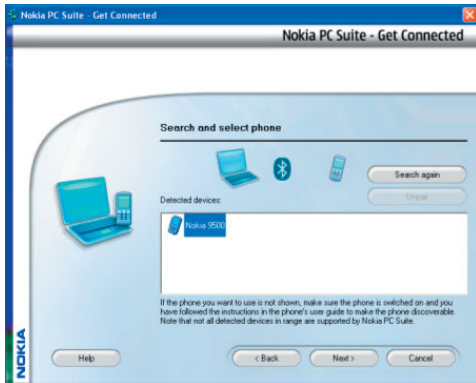 Nokia PC Suite - Get Connected
Nokia PC Suite - Get Connected
Search and select phone
Search again
Unpair
Detected devices:
Nokia 9500
If the phone you want to use is not shown, make sure the phone is switched on and you
have followed the instructions in the phone's user guide to make the phone discoverable.
Note that not all detected devices in range are supported by Nokia PC Suite.
NOKIA
Help
< Back
Next >
Cancel